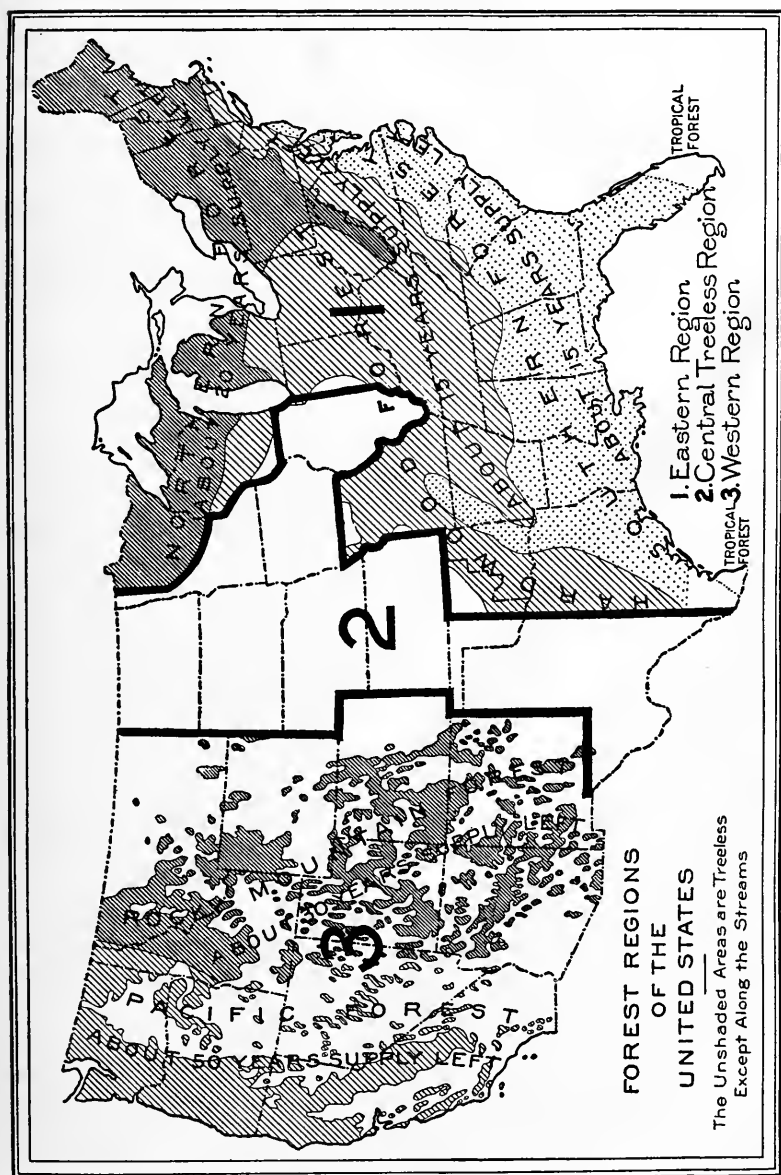 PACIFIC FOREST
ABOUT 50 YEARS SUPPLY LEFT
ROCKY MOUNTAIN FOREST
ABOUT 30 YEARS SUPPLY LEFT
3
2
1
NORTHERN FOREST
ABOUT 20 YEARS SUPPLY LEFT
HARDWOOD FOREST
ABOUT 15 YEARS SUPPLY LEFT
SOUTHERN FOREST
ABOUT 15 YEARS SUPPLY LEFT
TROPICAL
FOREST
TROPICAL
FOREST
FOREST REGIONS
OF THE
UNITED STATES
The Unshaded Areas are Treeless
Except Along the Streams
1. Eastern Region
2. Central Treeless Region
3. Western Region